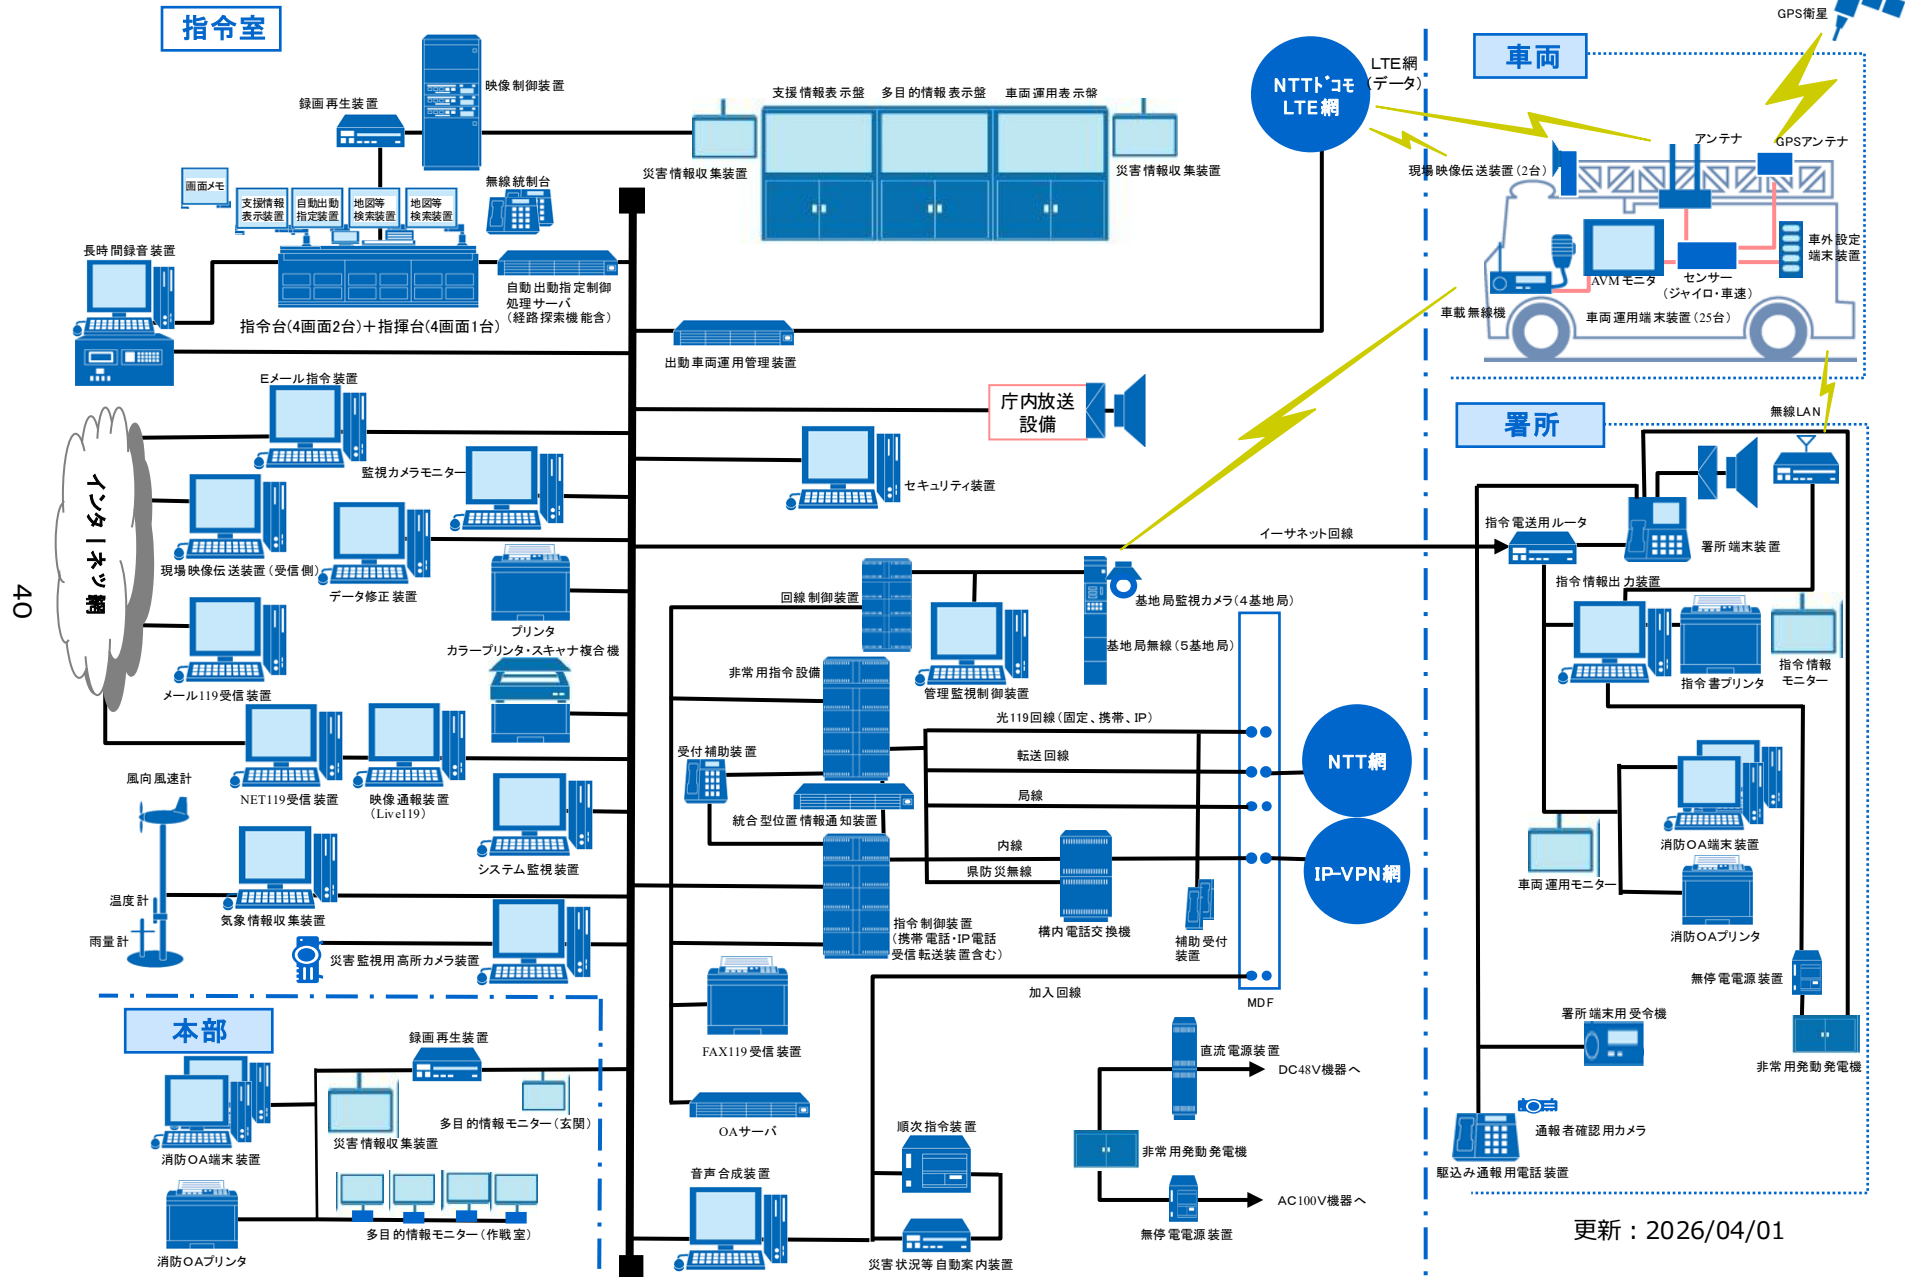 指令室
映像制御装置
録画再生装置
画面メモ
支援情報
表示装置
自動出動
指定装置
地図等
検索装置
地図等
検索装置
無線統制台
長時間録音装置
指令台(4画面2台)＋指揮台(4画面1台)
自動出動指定制御
処理サーバ
(経路探索機能含)
支援情報表示盤
多目的情報表示盤
車両運用表示盤
災害情報収集装置
災害情報収集装置
出動車両運用管理装置
NTTドコモ
LTE網
LTE網
(データ)
Eメール指令装置
監視カメラモニター
インターネット網
現場映像伝送装置(受信側)
データ修正装置
プリンタ
カラープリンタ・スキャナ複合機
メール119受信装置
NET119受信装置
映像通報装置
(Live119)
風向風速計
温度計
雨量計
システム監視装置
気象情報収集装置
災害監視用高所カメラ装置
庁内放送
設備
セキュリティ装置
イーサネット回線
回線制御装置
管理監視制御装置
基地局監視カメラ(4基地局)
基地局無線(5基地局)
非常用指令設備
受付補助装置
統合型位置情報通知装置
光119回線(固定、携帯、IP)
転送回線
局線
内線
県防災無線
指令制御装置
(携帯電話・IP電話
受信転送装置含む)
構内電話交換機
補助受付
装置
加入回線
MDF
NTT網
IP-VPN網
FAX119受信装置
OAサーバ
音声合成装置
順次指令装置
災害状況等自動案内装置
直流電源装置
DC48V機器へ
非常用発動発電機
AC100V機器へ
無停電電源装置
本部
録画再生装置
消防OA端末装置
災害情報収集装置
多目的情報モニター(玄関)
多目的情報モニター(作戦室)
消防OAプリンタ
車両
GPS衛星
アンテナ
GPSアンテナ
現場映像伝送装置(2台)
車外設定
端末装置
AVMモニタ
センサー
(ジャイロ・車速)
車載無線機
車両運用端末装置(25台)
署所
無線LAN
指令電送用ルータ
署所端末装置
指令情報出力装置
指令書プリンタ
指令情報
モニター
消防OA端末装置
車両運用モニター
消防OAプリンタ
無停電電源装置
署所端末用受令機
非常用発動発電機
通報者確認用カメラ
駆込み通報用電話装置
更新：2026/04/01
40